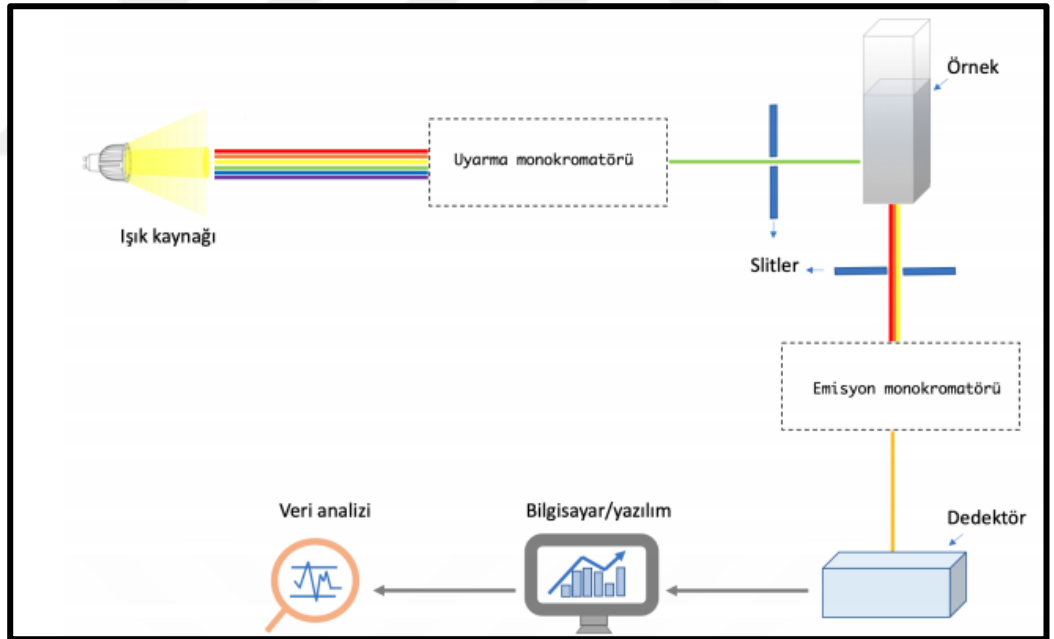 Işık kaynağı
Uyarma monokromatörü
Örnek
Slitler
Emisyon monokromatörü
Dedektör
Bilgisayar/yazılım
Veri analizi